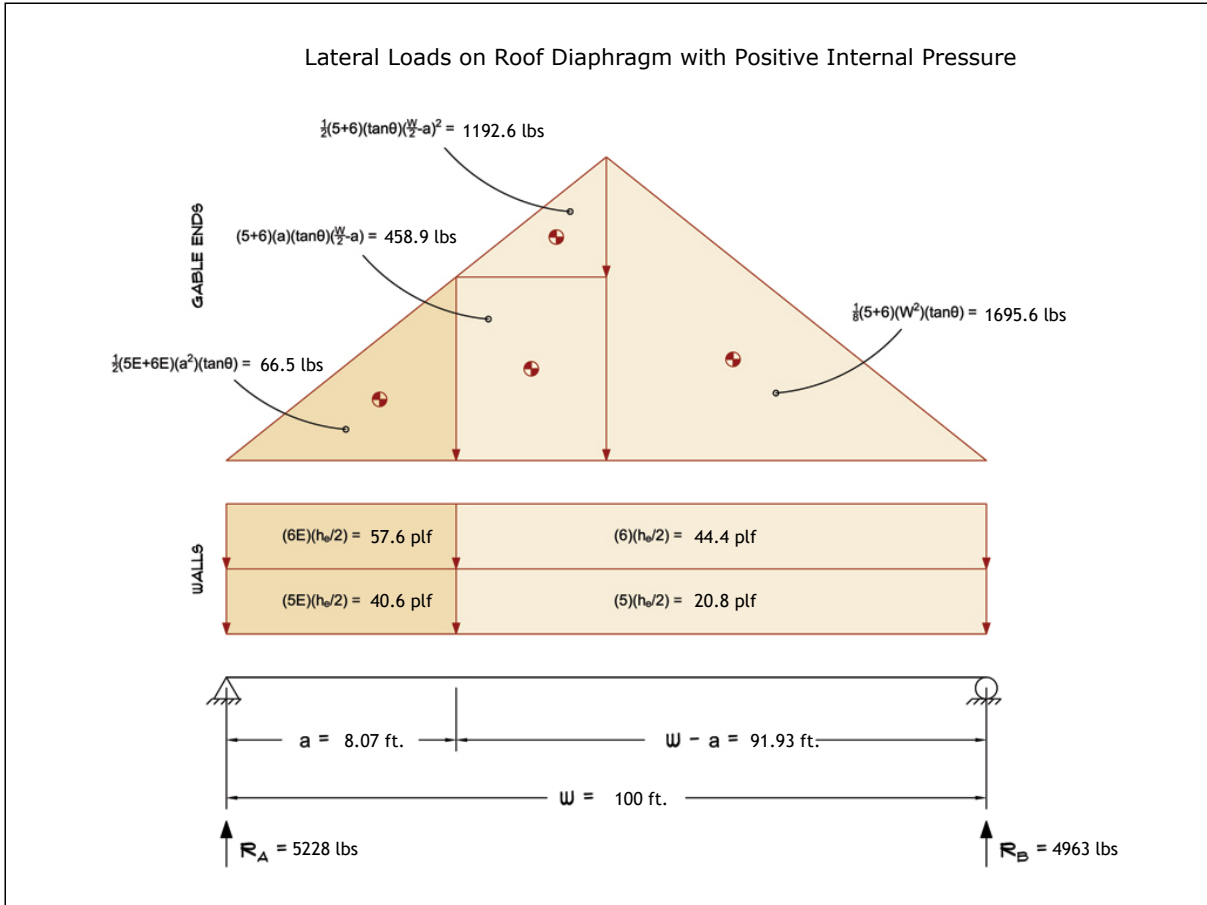 Lateral Loads on Roof Diaphragm with Positive Internal Pressure
½(5+6)(tanθ)(W/2-a)² = 1192.6 lbs
(5+6)(a)(tanθ)(W/2-a) = 458.9 lbs
⅛(5+6)(W²)(tanθ) = 1695.6 lbs
½(5E+6E)(a²)(tanθ) = 66.5 lbs
GABLE ENDS
(6E)(hₑ/2) = 57.6 plf
(6)(hₑ/2) = 44.4 plf
WALLS
(5E)(hₑ/2) = 40.6 plf
(5)(hₑ/2) = 20.8 plf
a = 8.07 ft.
W - a = 91.93 ft.
W = 100 ft.
R_A = 5228 lbs
R_B = 4963 lbs